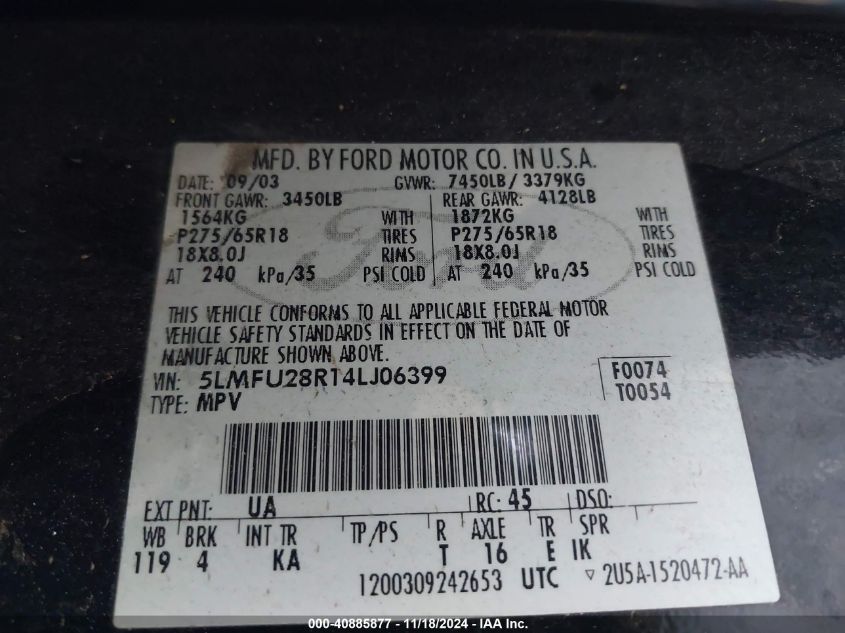 MFD. BY FORD MOTOR CO. IN U.S.A.
DATE: 09/03 GVWR: 7450LB/ 3379KG
FRONT GAWR: 3450LB REAR GAWR: 4128LB
1564KG WITH 1872KG WITH
P275/65R18 TIRES P275/65R18 TIRES
18X8.0J RIMS 18X8.0J RIMS
AT 240 kPa/35 PSI COLD AT 240 kPa/35 PSI COLD
Ford
THIS VEHICLE CONFORMS TO ALL APPLICABLE FEDERAL MOTOR
VEHICLE SAFETY STANDARDS IN EFFECT ON THE DATE OF
MANUFACTURE SHOWN ABOVE.
VIN: 5LMFU28R14LJ06399 F0074
TYPE: MPV T0054
EXT PNT: UA RC: 45 DSO:
WB BRK INT TR TP/PS R AXLE TR SPR
119 4 KA T 16 E IK
1200309242653 UTC ▽ 2U5A-1520472-AA
000-40885877 - 11/18/2024 - IAA Inc.